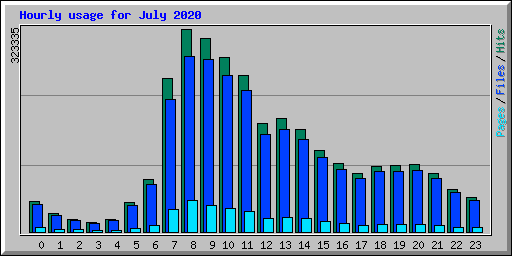 Hourly usage for July 2020
323335
Pages/Files/Hits
0 1 2 3 4 5 6 7 8 9 10 11 12 13 14 15 16 17 18 19 20 21 22 23